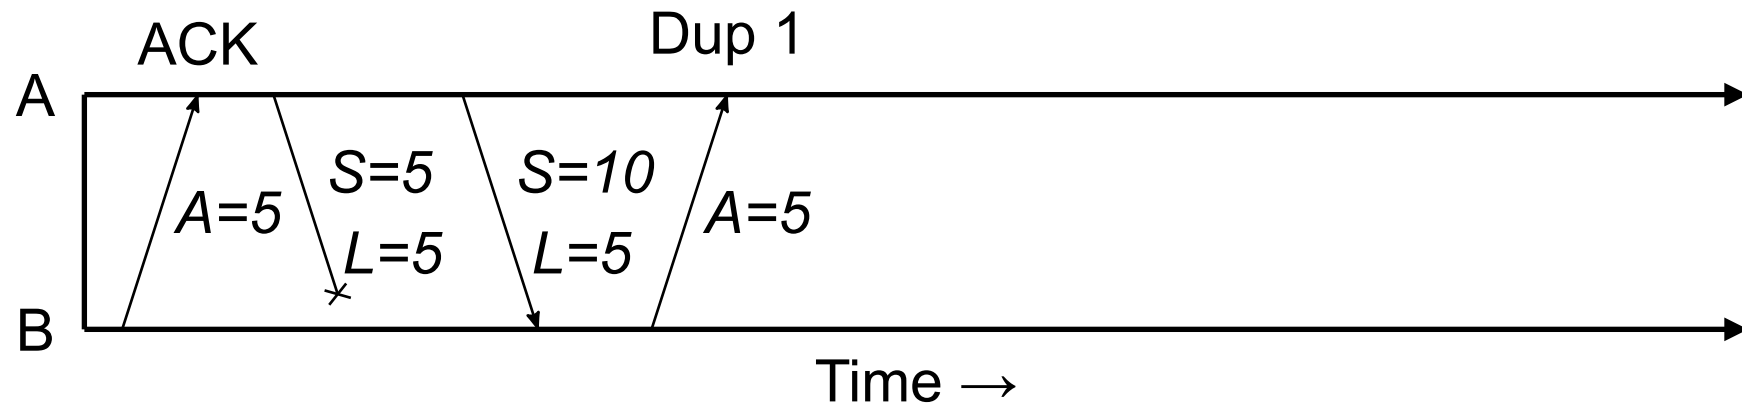 ACK
Dup 1
A
S=5
S=10
A=5
A=5
L=5
L=5
B
Time →